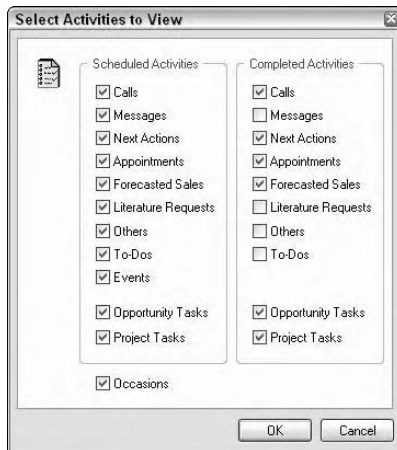 Select Activities to View
Scheduled Activities
Calls
Messages
Next Actions
Appointments
Forecasted Sales
Literature Requests
Others
To-Dos
Events
Opportunity Tasks
Project Tasks
Occasions
Completed Activities
Calls
Messages
Next Actions
Appointments
Forecasted Sales
Literature Requests
Others
To-Dos
Opportunity Tasks
Project Tasks
OK
Cancel